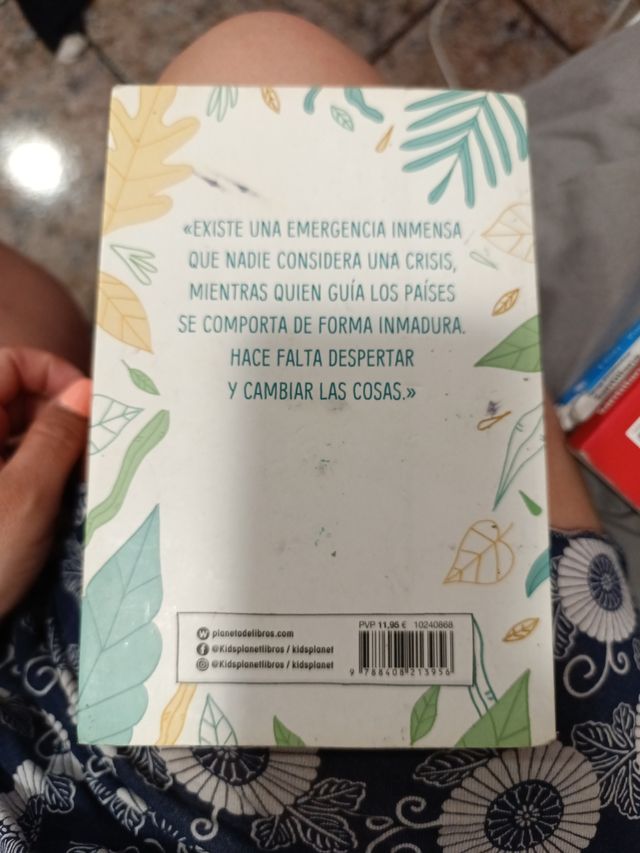 «EXISTE UNA EMERGENCIA INMENSA
QUE NADIE CONSIDERA UNA CRISIS,
MIENTRAS QUIEN GUÍA LOS PAÍSES
SE COMPORTA DE FORMA INMADURA.
HACE FALTA DESPERTAR
Y CAMBIAR LAS COSAS.»
planetadelibros.com
@Kidsplanetlibros / kidsplanet
@Kidsplanetlibros / kidsplanet
PVP 11,95 € 10240868
9 788408 213956